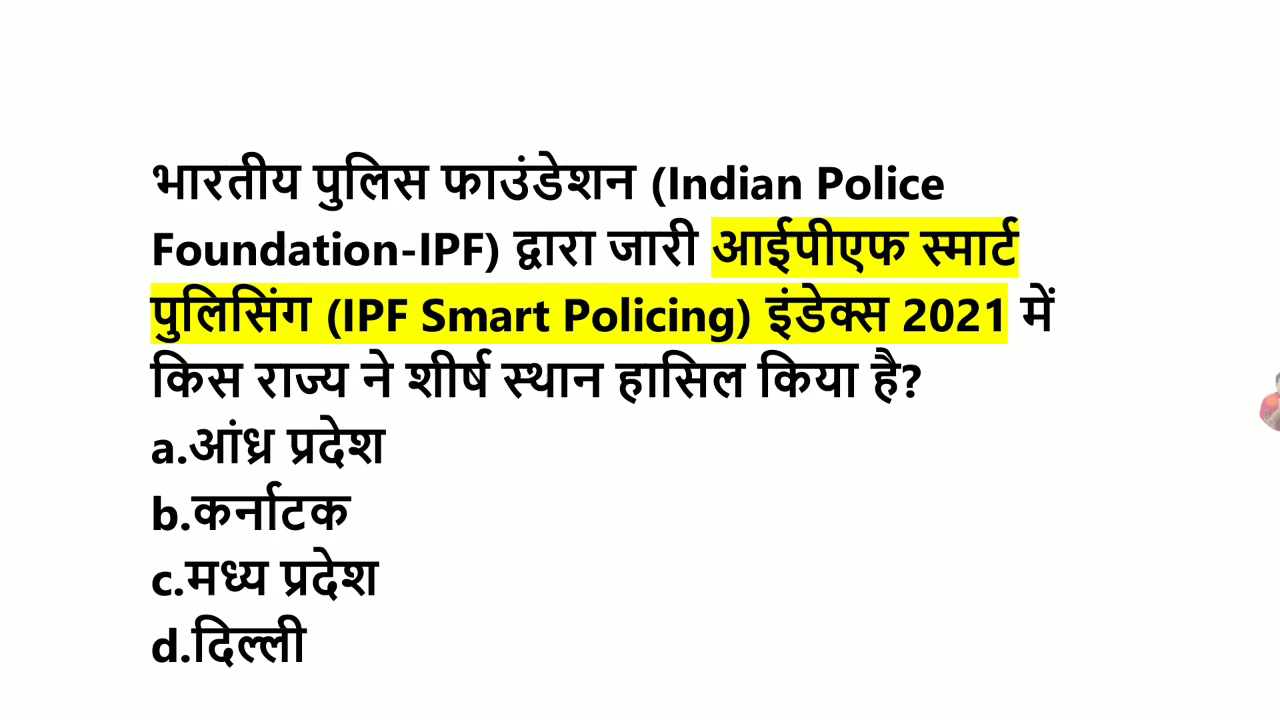 भारतीय पुलिस फाउंडेशन (Indian Police
Foundation-IPF) द्वारा जारी आईपीएफ स्मार्ट
पुलिसिंग (IPF Smart Policing) इंडेक्स 2021 में
किस राज्य ने शीर्ष स्थान हासिल किया है?
a.आंध्र प्रदेश
b.कर्नाटक
c.मध्य प्रदेश
d.दिल्ली